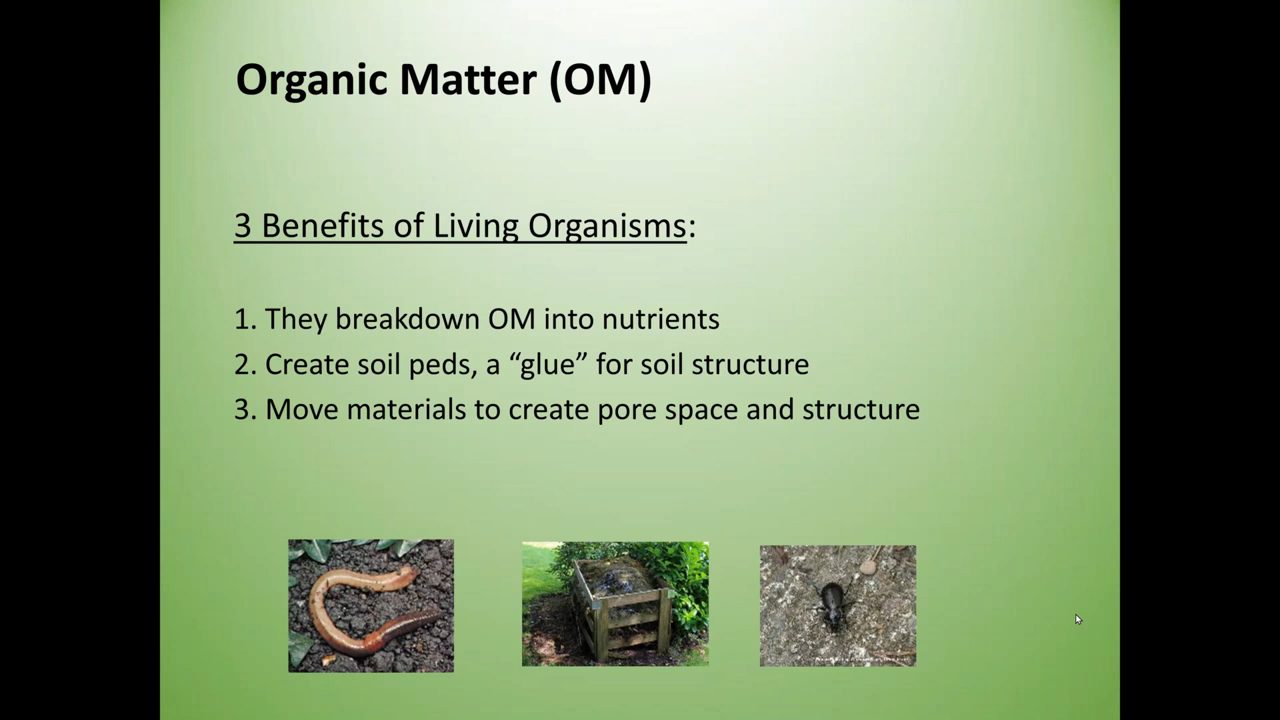 Organic Matter (OM)
3 Benefits of Living Organisms:
1. They breakdown OM into nutrients
2. Create soil peds, a “glue” for soil structure
3. Move materials to create pore space and structure